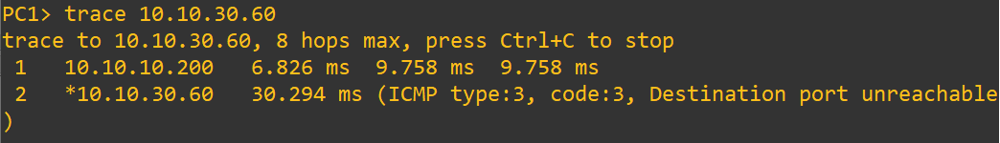 PC1> trace 10.10.30.60
trace to 10.10.30.60, 8 hops max, press Ctrl+C to stop
 1   10.10.10.200   6.826 ms  9.758 ms  9.758 ms
 2   *10.10.30.60   30.294 ms (ICMP type:3, code:3, Destination port unreachable
)